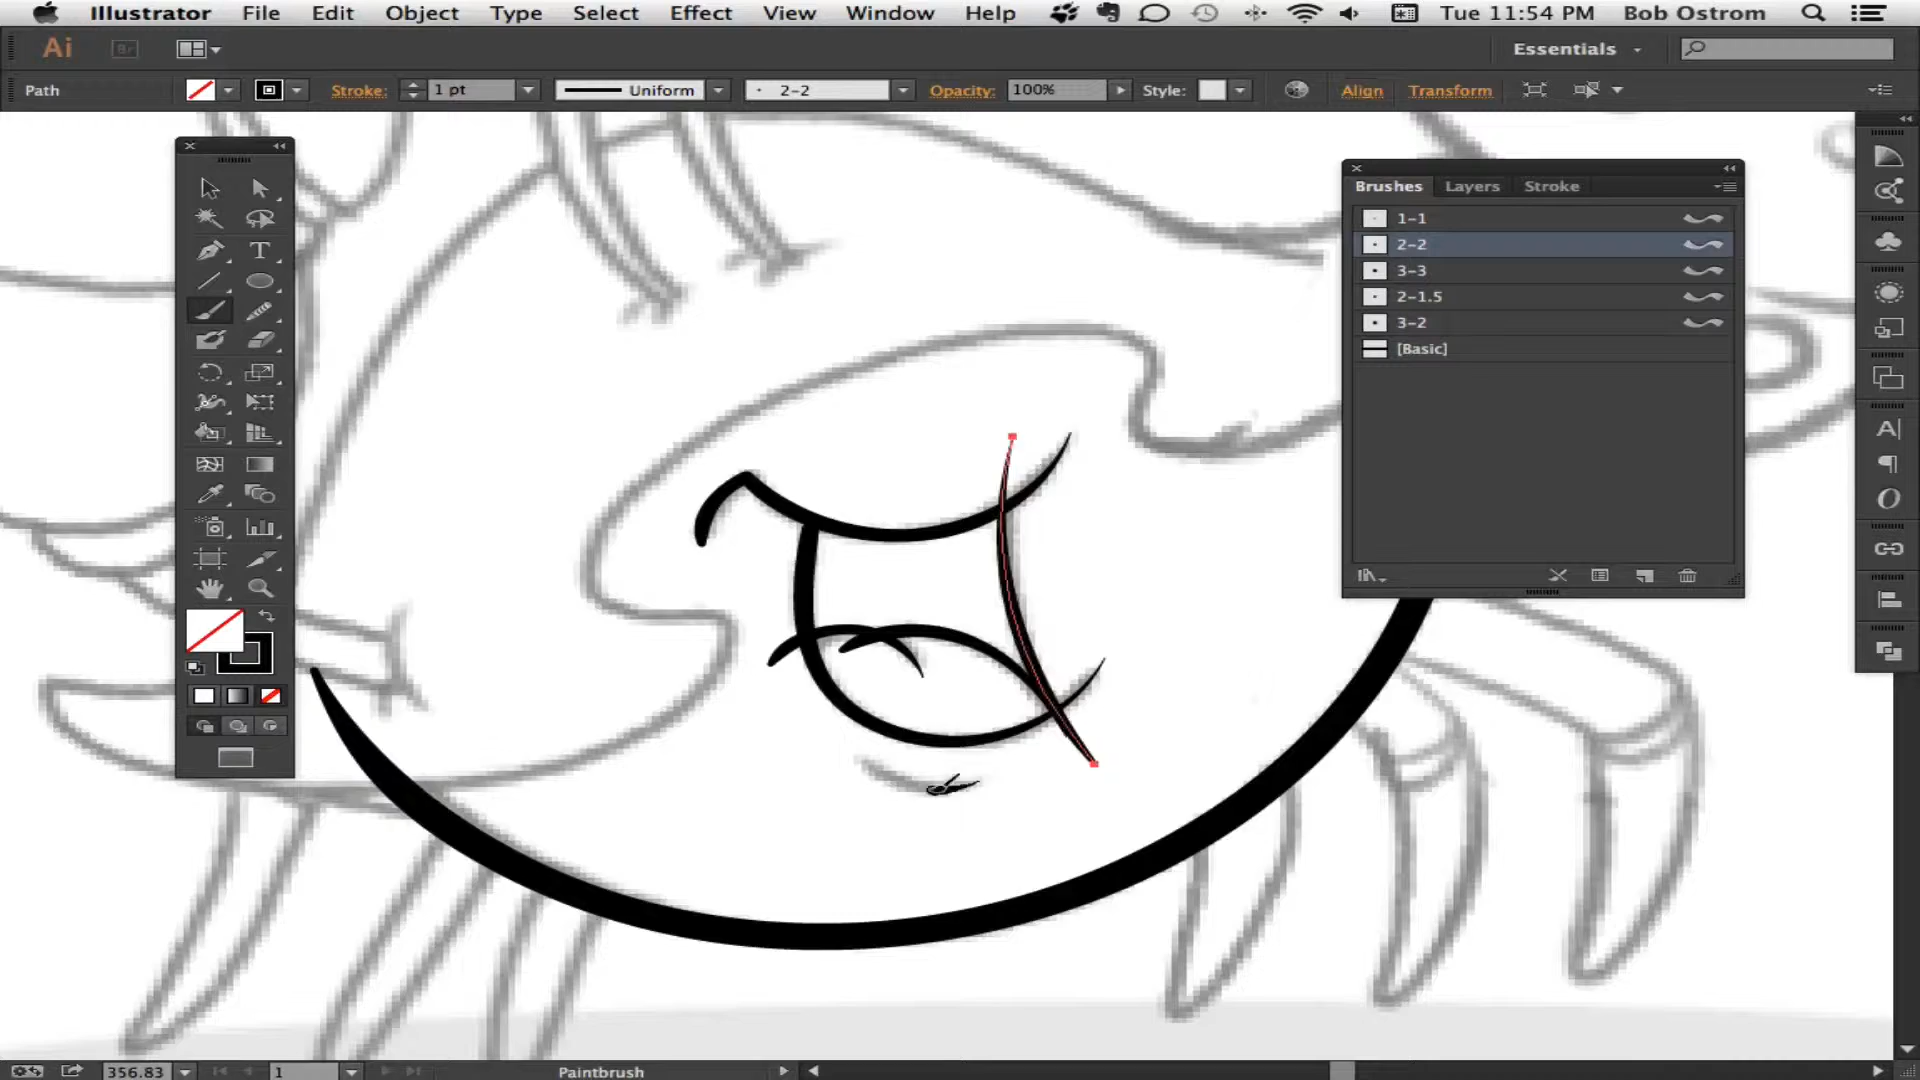 Illustrator File Edit Object Type Select Effect View Window Help Tue 11:54 PM Bob Ostrom
Ai Br Essentials
Path Stroke: 1 pt Uniform 2-2 Opacity: 100% Style: Align Transform
Brushes Layers Stroke
1-1
2-2
3-3
2-1.5
3-2
[Basic]
356.83 1 Paintbrush